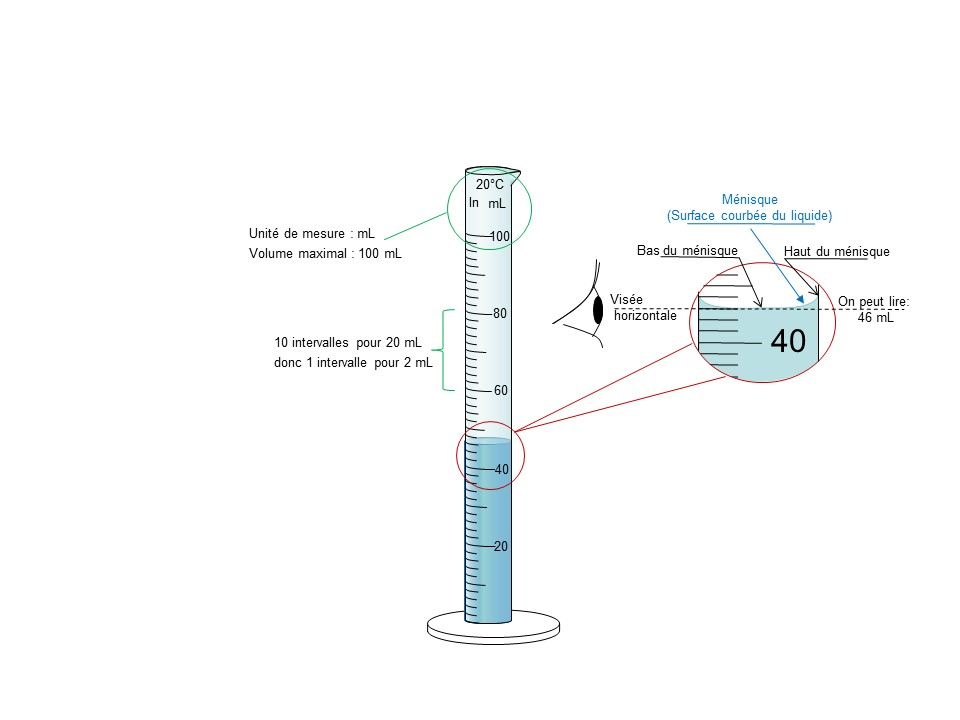 20°C
In mL
100
80
60
40
20
Unité de mesure : mL
Volume maximal : 100 mL
10 intervalles pour 20 mL
donc 1 intervalle pour 2 mL
Ménisque
(Surface courbée du liquide)
Bas du ménisque
Haut du ménisque
Visée
horizontale
On peut lire:
46 mL
40